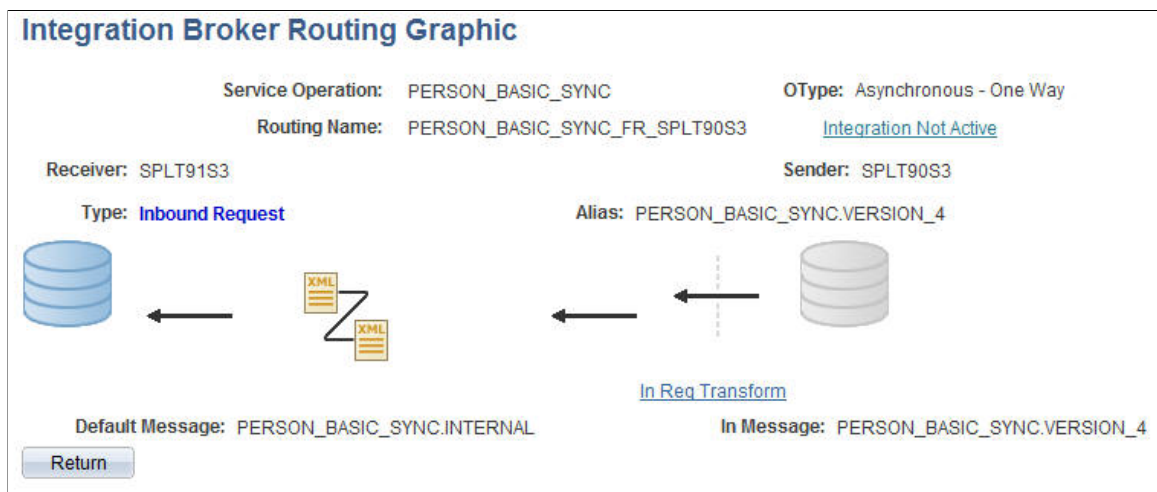 Integration Broker Routing Graphic
Service Operation: PERSON_BASIC_SYNC OType: Asynchronous - One Way
Routing Name: PERSON_BASIC_SYNC_FR_SPLT90S3 Integration Not Active
Receiver: SPLT91S3 Sender: SPLT90S3
Type: Inbound Request Alias: PERSON_BASIC_SYNC.VERSION_4
XML
XML
In Req Transform
Default Message: PERSON_BASIC_SYNC.INTERNAL In Message: PERSON_BASIC_SYNC.VERSION_4
Return